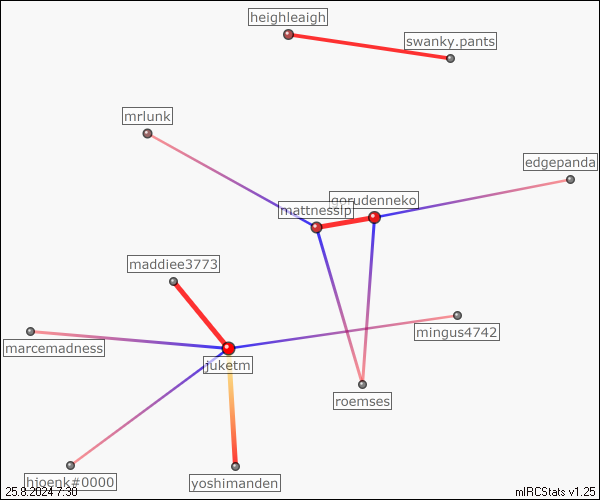 heighleaigh
swanky.pants
mrlunk
edgepanda
gorudenneko
mattnesslp
maddiee3773
mingus4742
marcemadness
juketm
roemses
hjoenk#0000
yoshimanden
25.8.2024 7:30
mIRCStats v1.25